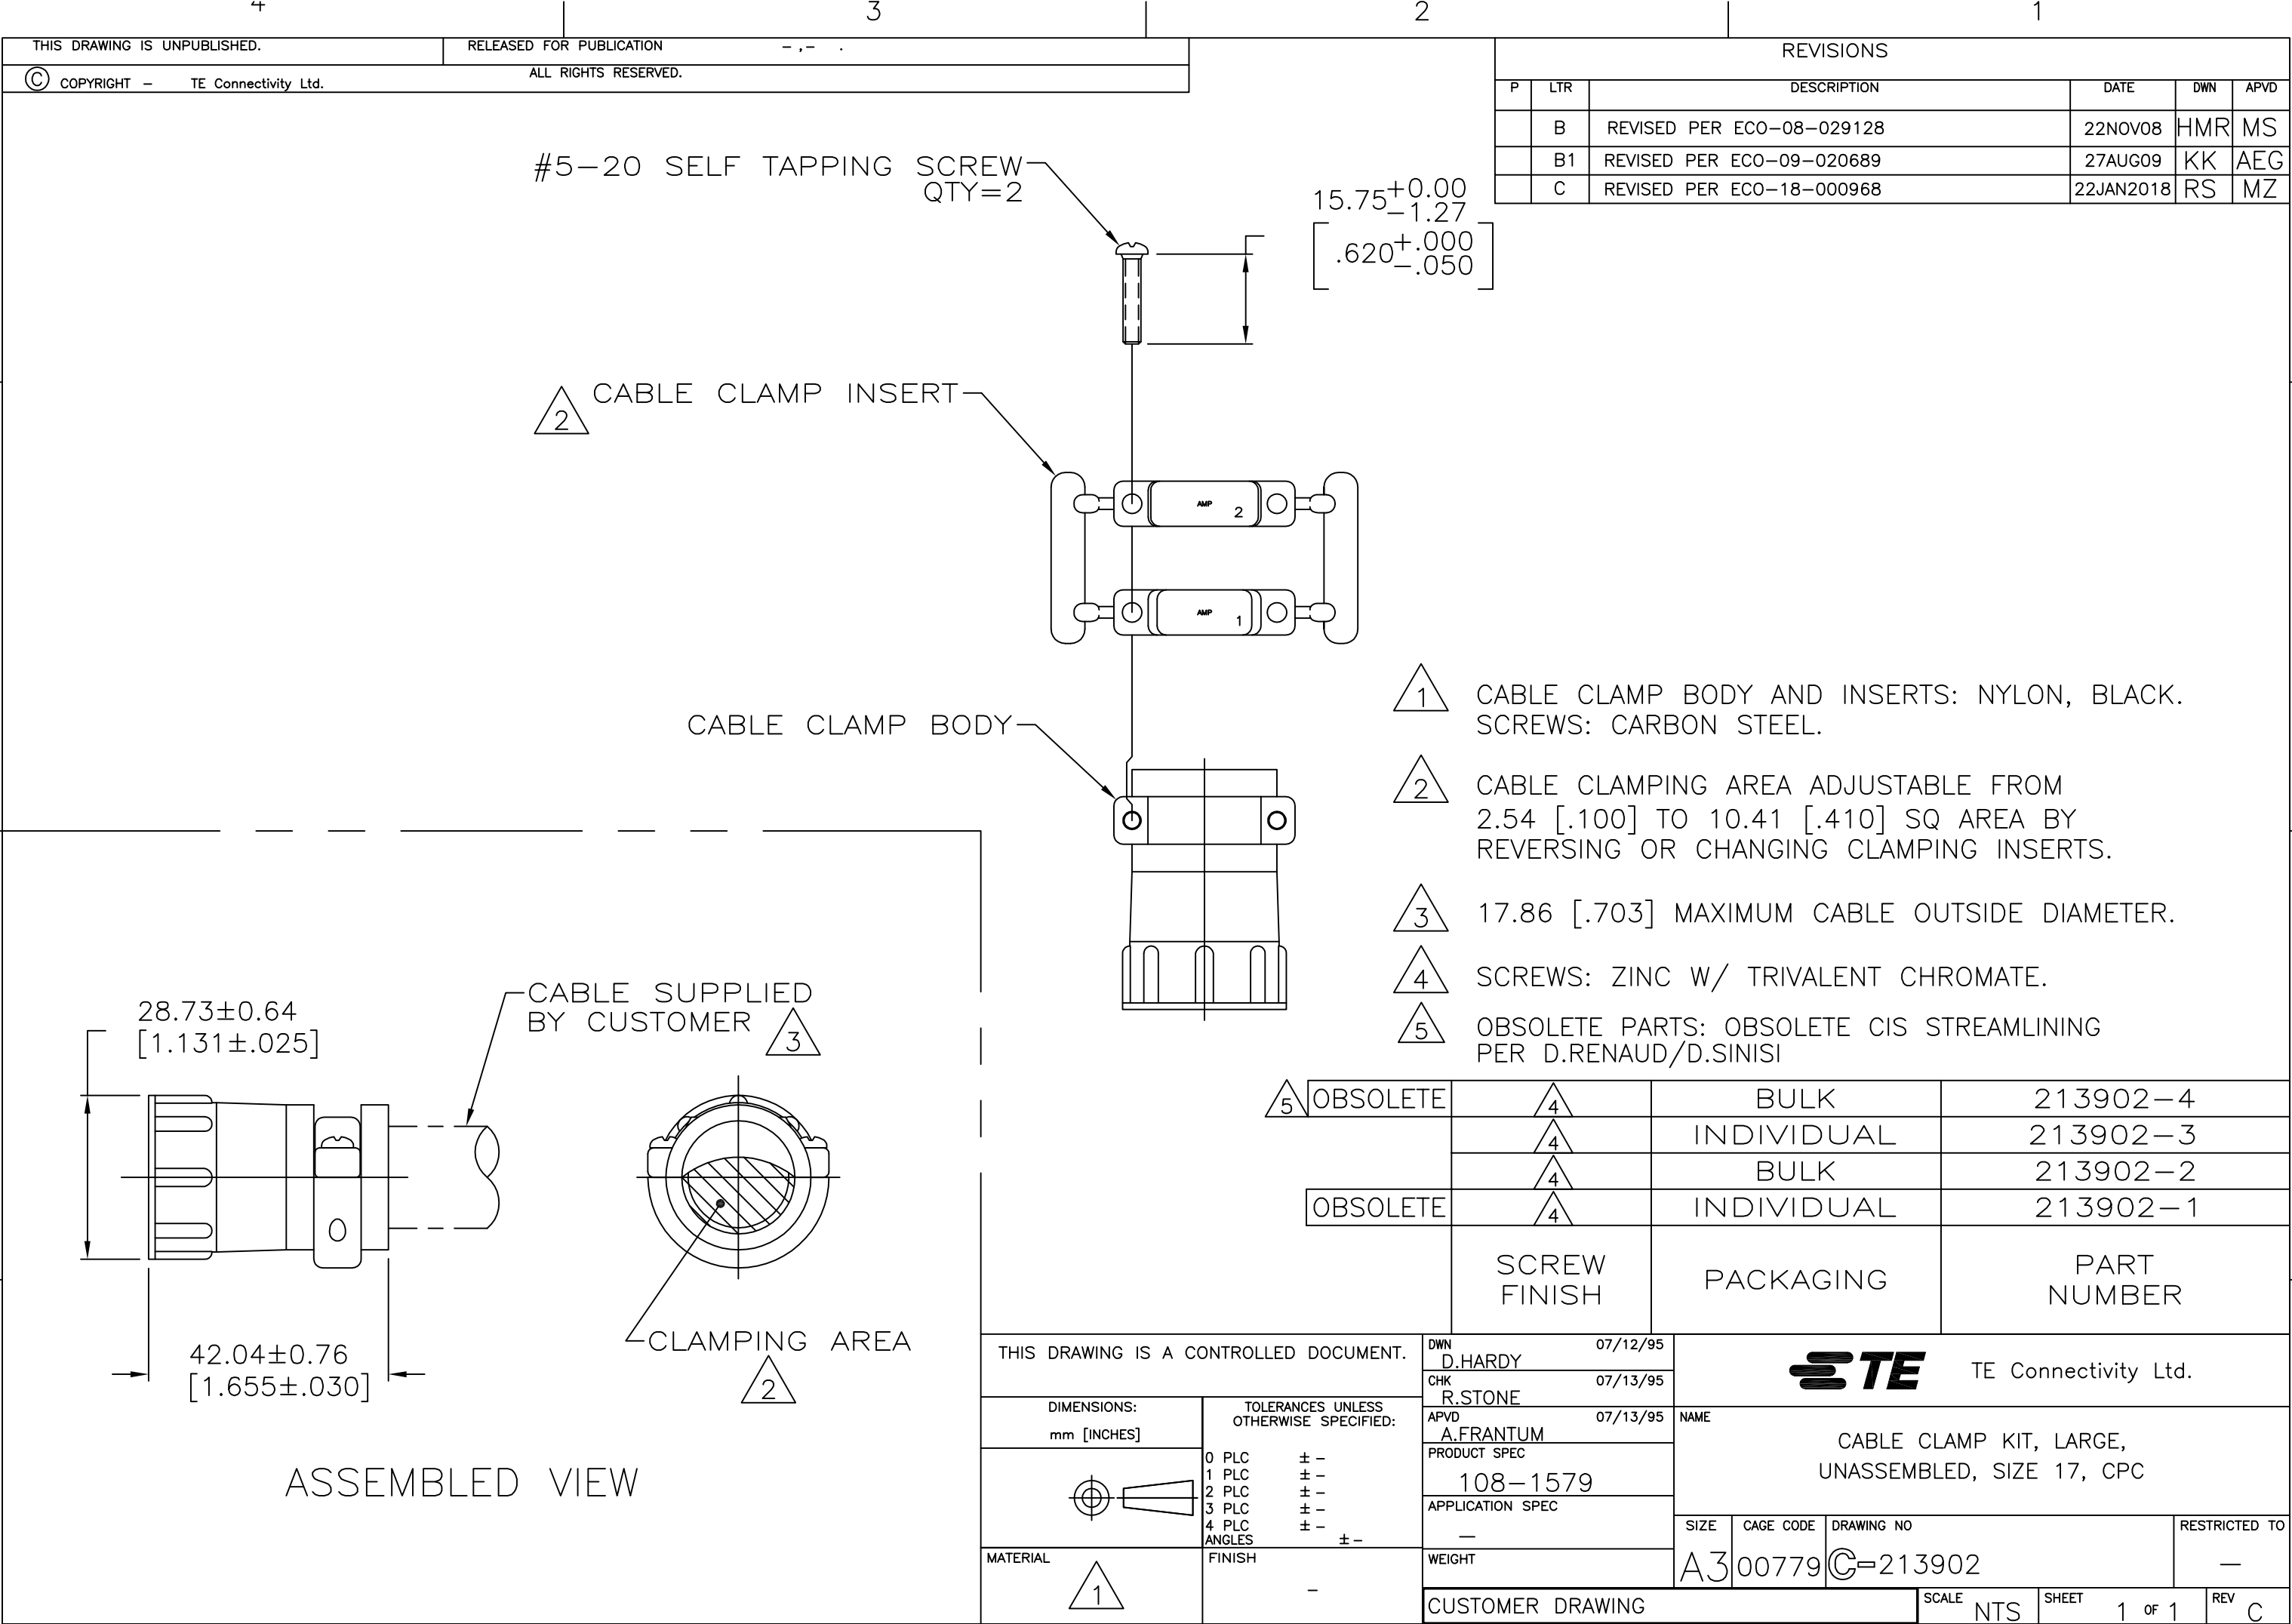 4 3 2 1
THIS DRAWING IS UNPUBLISHED.
RELEASED FOR PUBLICATION - ,- .
© COPYRIGHT - TE Connectivity Ltd.
ALL RIGHTS RESERVED.
REVISIONS
P LTR DESCRIPTION DATE DWN APVD
B REVISED PER ECO-08-029128 22NOV08 HMR MS
B1 REVISED PER ECO-09-020689 27AUG09 KK AEG
C REVISED PER ECO-18-000968 22JAN2018 RS MZ
#5-20 SELF TAPPING SCREW
QTY=2
15.75+0.00
-1.27
[.620+.000
-.050]
2 CABLE CLAMP INSERT
AMP 2
AMP 1
CABLE CLAMP BODY
1 CABLE CLAMP BODY AND INSERTS: NYLON, BLACK.
SCREWS: CARBON STEEL.
2 CABLE CLAMPING AREA ADJUSTABLE FROM
2.54 [.100] TO 10.41 [.410] SQ AREA BY
REVERSING OR CHANGING CLAMPING INSERTS.
3 17.86 [.703] MAXIMUM CABLE OUTSIDE DIAMETER.
4 SCREWS: ZINC W/ TRIVALENT CHROMATE.
5 OBSOLETE PARTS: OBSOLETE CIS STREAMLINING
PER D.RENAUD/D.SINISI
28.73±0.64
[1.131±.025]
CABLE SUPPLIED
BY CUSTOMER 3
42.04±0.76
[1.655±.030]
CLAMPING AREA
2
ASSEMBLED VIEW
5 OBSOLETE 4 BULK 213902-4
4 INDIVIDUAL 213902-3
4 BULK 213902-2
OBSOLETE 4 INDIVIDUAL 213902-1
SCREW
FINISH
PACKAGING
PART
NUMBER
THIS DRAWING IS A CONTROLLED DOCUMENT.
DIMENSIONS:
mm [INCHES]
TOLERANCES UNLESS
OTHERWISE SPECIFIED:
0 PLC ± -
1 PLC ± -
2 PLC ± -
3 PLC ± -
4 PLC ± -
ANGLES ± -
MATERIAL
1
FINISH
-
DWN 07/12/95
D.HARDY
CHK 07/13/95
R.STONE
APVD 07/13/95
A.FRANTUM
PRODUCT SPEC
108-1579
APPLICATION SPEC
-
WEIGHT
TE TE Connectivity Ltd.
NAME
CABLE CLAMP KIT, LARGE,
UNASSEMBLED, SIZE 17, CPC
SIZE CAGE CODE DRAWING NO RESTRICTED TO
A3 00779 C-213902 -
CUSTOMER DRAWING
SCALE NTS SHEET 1 OF 1 REV C